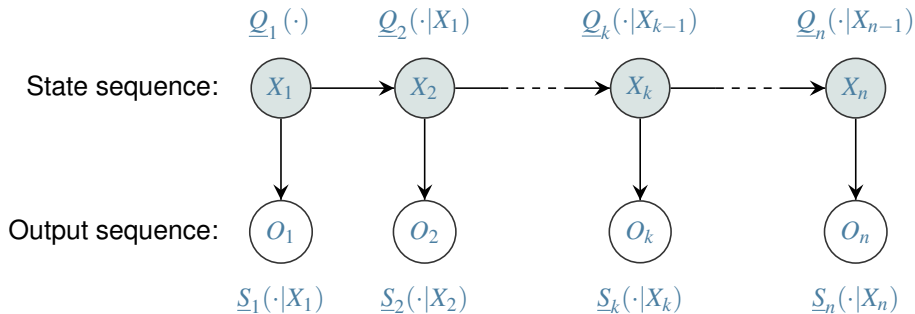 Q̲₁(·) Q̲₂(·|X₁) Q̲ₖ(·|Xₖ₋₁) Q̲ₙ(·|Xₙ₋₁)
State sequence: X₁ X₂ Xₖ Xₙ
Output sequence: O₁ O₂ Oₖ Oₙ
S̲₁(·|X₁) S̲₂(·|X₂) S̲ₖ(·|Xₖ) S̲ₙ(·|Xₙ)